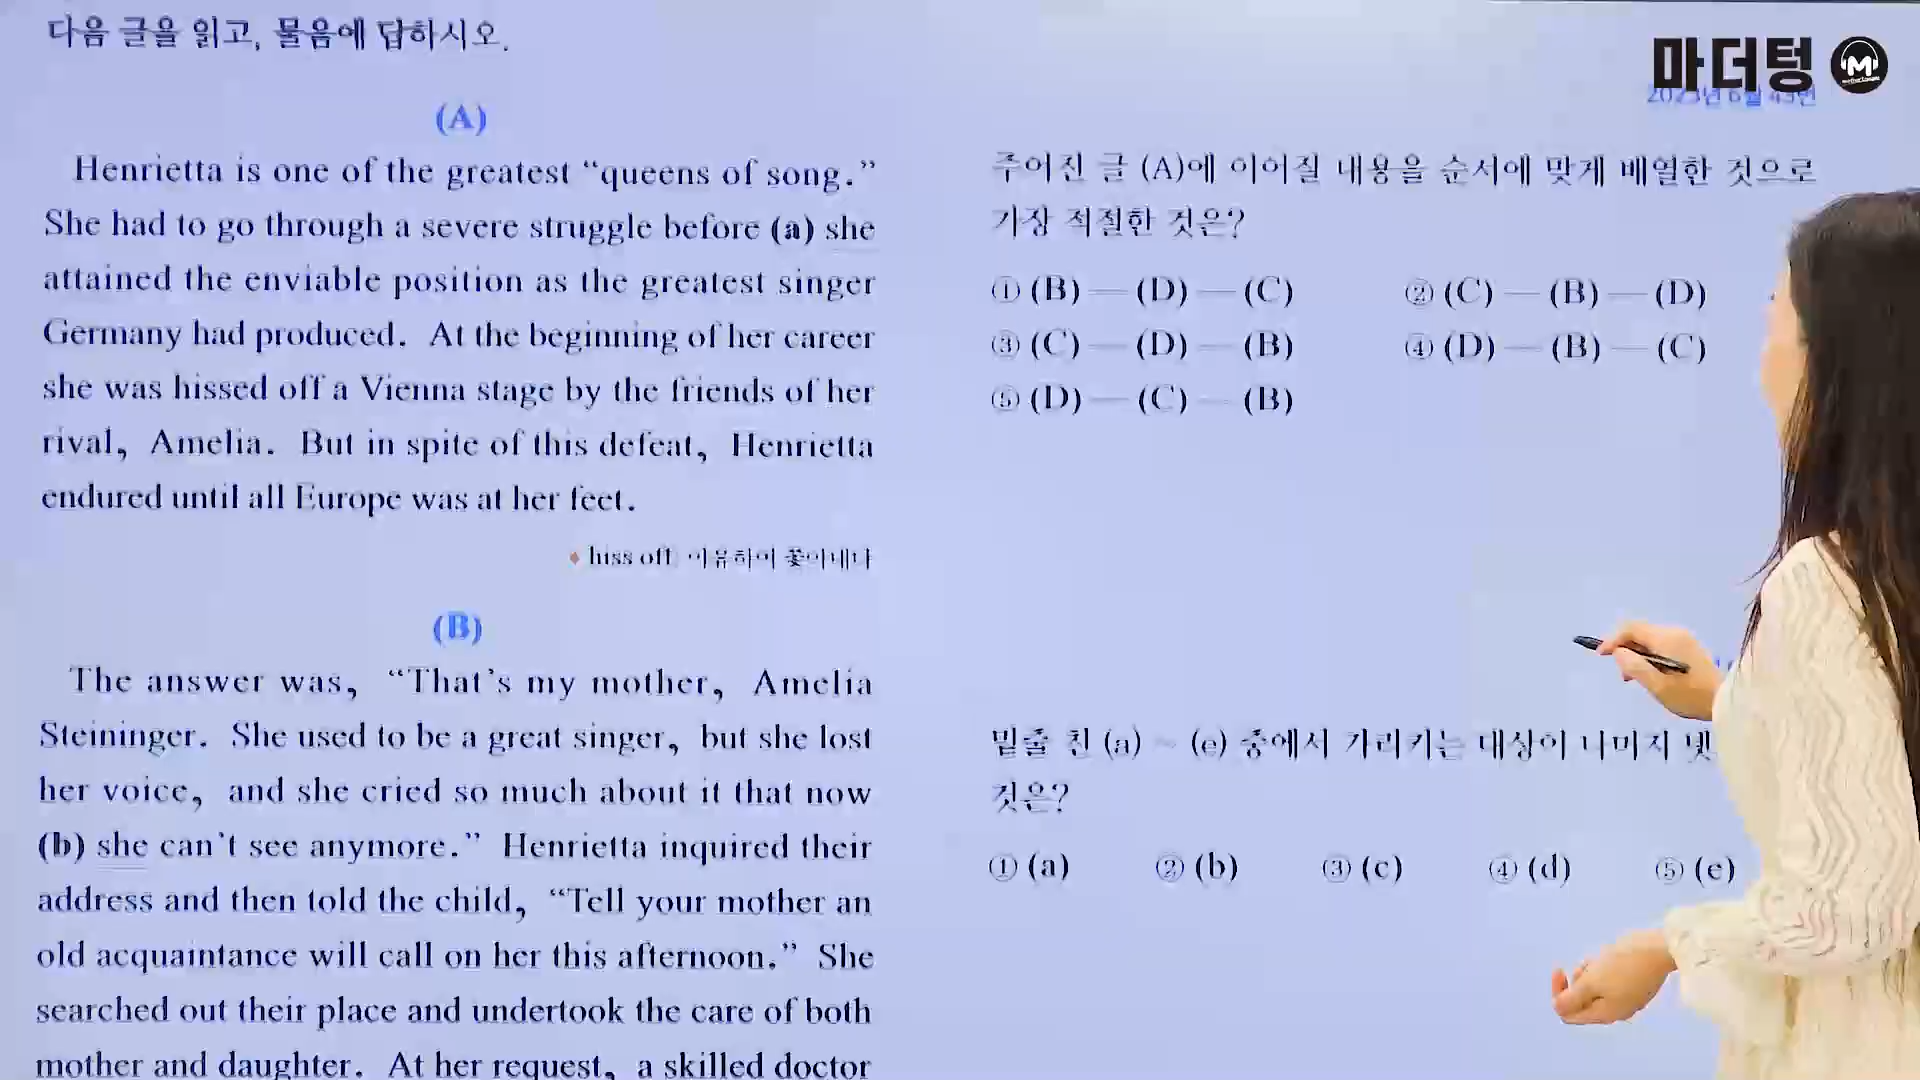 다음 글을 읽고, 물음에 답하시오.
마더텅
2023년 6월 43번
(A)
Henrietta is one of the greatest “queens of song.”
She had to go through a severe struggle before (a) she
attained the enviable position as the greatest singer
Germany had produced. At the beginning of her career
she was hissed off a Vienna stage by the friends of her
rival, Amelia. But in spite of this defeat, Henrietta
endured until all Europe was at her feet.
hiss off
(B)
The answer was, “That’s my mother, Amelia
Steininger. She used to be a great singer, but she lost
her voice, and she cried so much about it that now
(b) she can’t see anymore.” Henrietta inquired their
address and then told the child, “Tell your mother an
old acquaintance will call on her this afternoon.” She
searched out their place and undertook the care of both
mother and daughter. At her request, a skilled doctor
주어진 글 (A)에 이어질 내용을 순서에 맞게 배열한 것으로
가장 적절한 것은?
① (B) — (D) — (C) ② (C) — (B) — (D)
③ (C) — (D) — (B) ④ (D) — (B) — (C)
⑤ (D) — (C) — (B)
밑줄 친 (a) ~ (e) 중에서 가리키는 대상이 나머지 넷
것은?
① (a) ② (b) ③ (c) ④ (d) ⑤ (e)